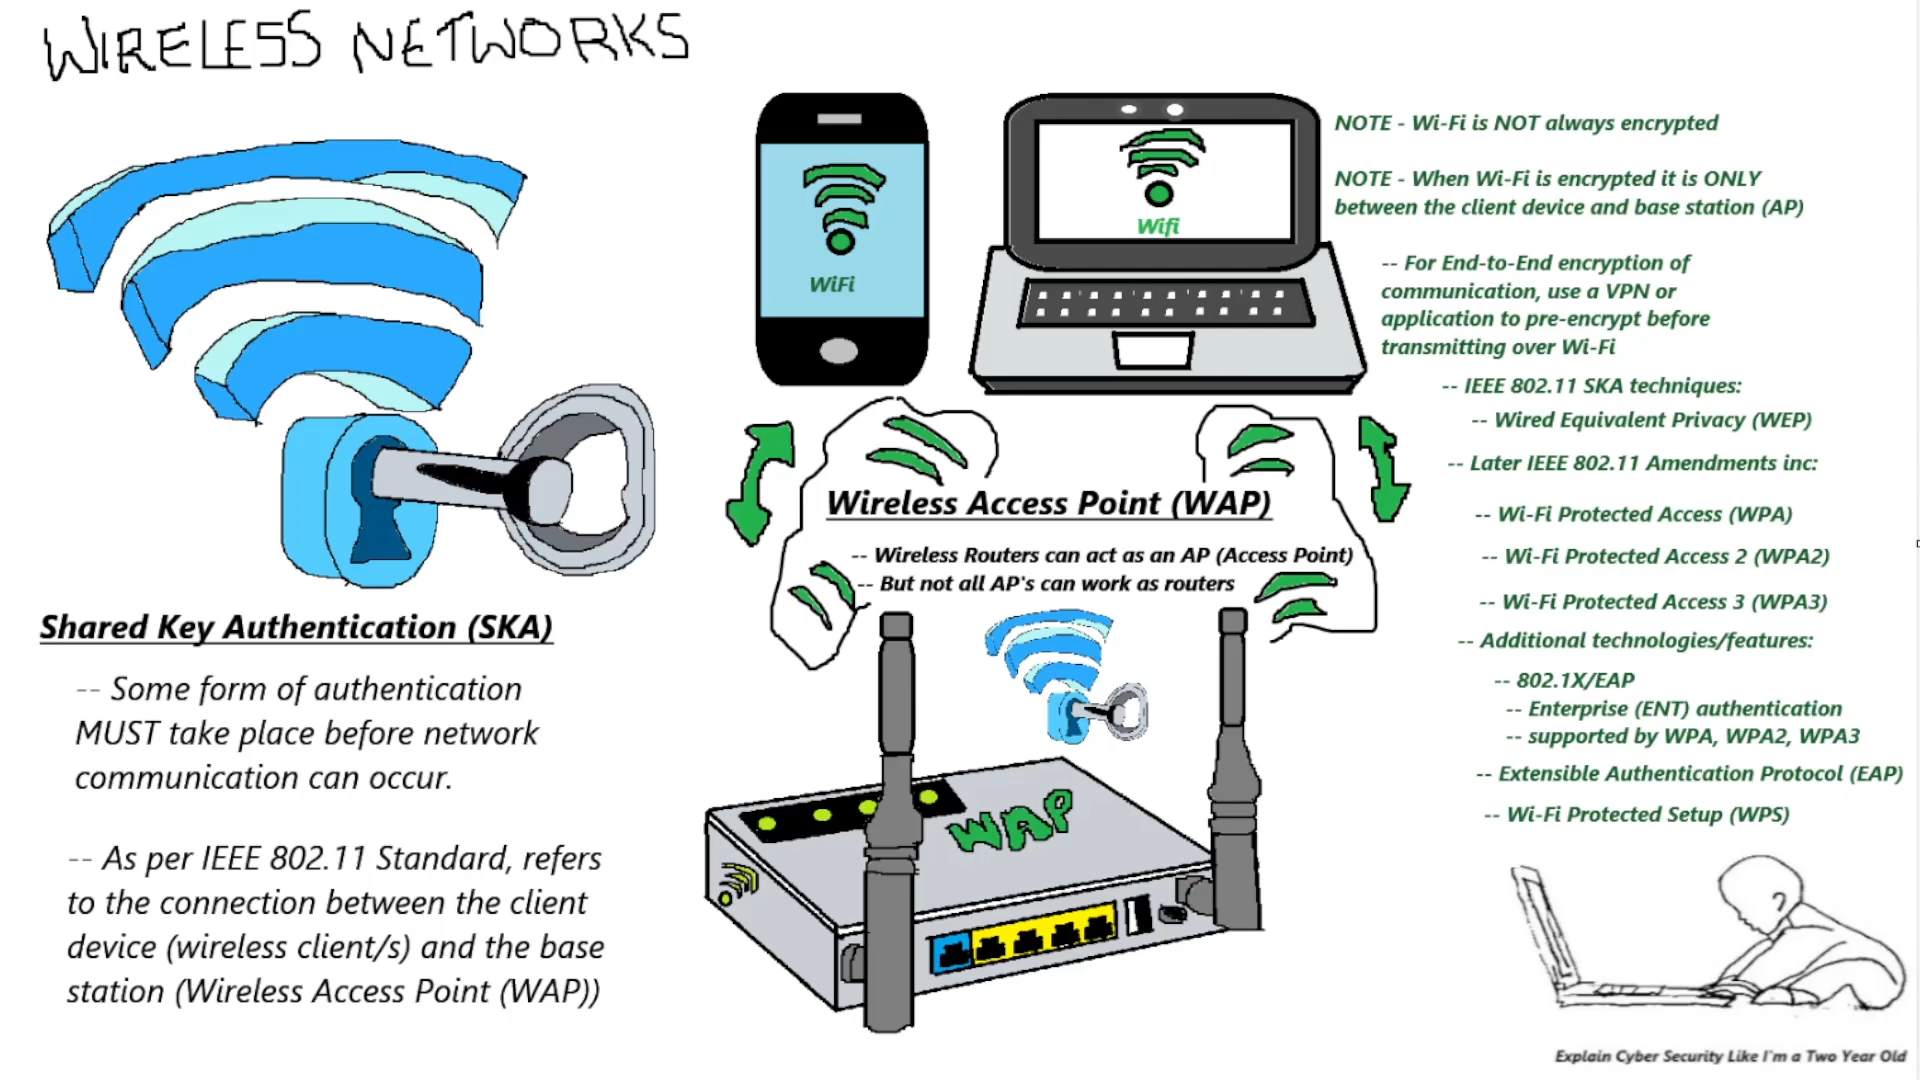 WIRELESS NETWORKS
WiFi
Wifi
NOTE - Wi-Fi is NOT always encrypted
NOTE - When Wi-Fi is encrypted it is ONLY
between the client device and base station (AP)
-- For End-to-End encryption of
communication, use a VPN or
application to pre-encrypt before
transmitting over Wi-Fi
-- IEEE 802.11 SKA techniques:
-- Wired Equivalent Privacy (WEP)
-- Later IEEE 802.11 Amendments inc:
-- Wi-Fi Protected Access (WPA)
-- Wi-Fi Protected Access 2 (WPA2)
-- Wi-Fi Protected Access 3 (WPA3)
-- Additional technologies/features:
-- 802.1X/EAP
-- Enterprise (ENT) authentication
-- supported by WPA, WPA2, WPA3
-- Extensible Authentication Protocol (EAP)
-- Wi-Fi Protected Setup (WPS)
Wireless Access Point (WAP)
-- Wireless Routers can act as an AP (Access Point)
-- But not all AP's can work as routers
WAP
Shared Key Authentication (SKA)
-- Some form of authentication
MUST take place before network
communication can occur.
-- As per IEEE 802.11 Standard, refers
to the connection between the client
device (wireless client/s) and the base
station (Wireless Access Point (WAP))
Explain Cyber Security Like I'm a Two Year Old